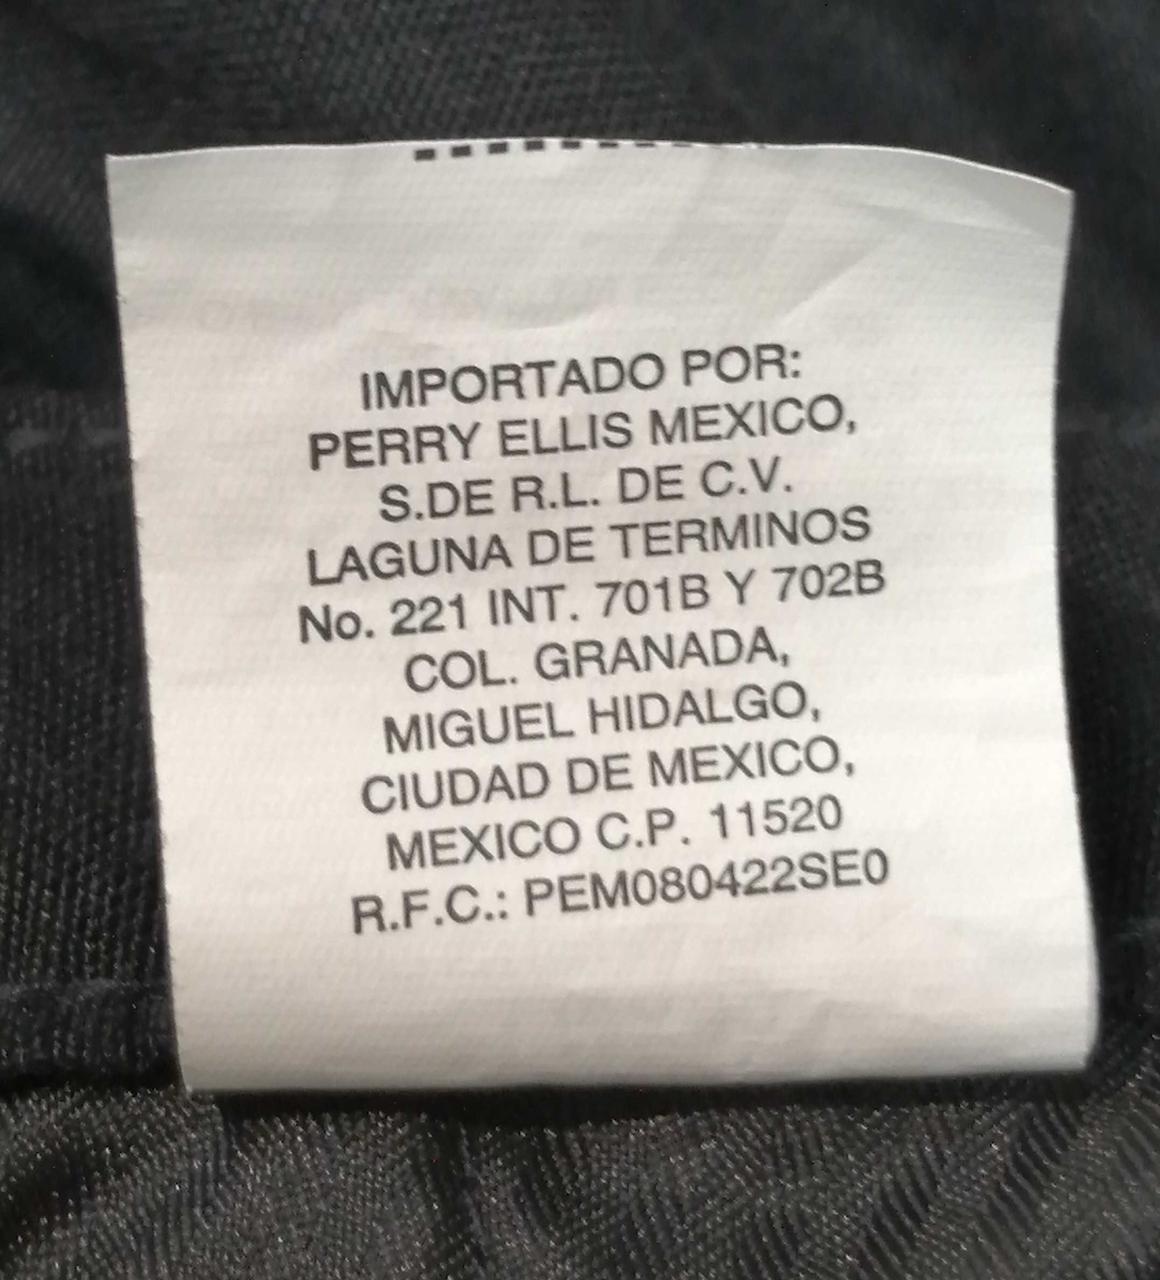 IMPORTADO POR:
PERRY ELLIS MEXICO,
S.DE R.L. DE C.V.
LAGUNA DE TERMINOS
No. 221 INT. 701B Y 702B
COL. GRANADA,
MIGUEL HIDALGO,
CIUDAD DE MEXICO,
MEXICO C.P. 11520
R.F.C.: PEM080422SE0